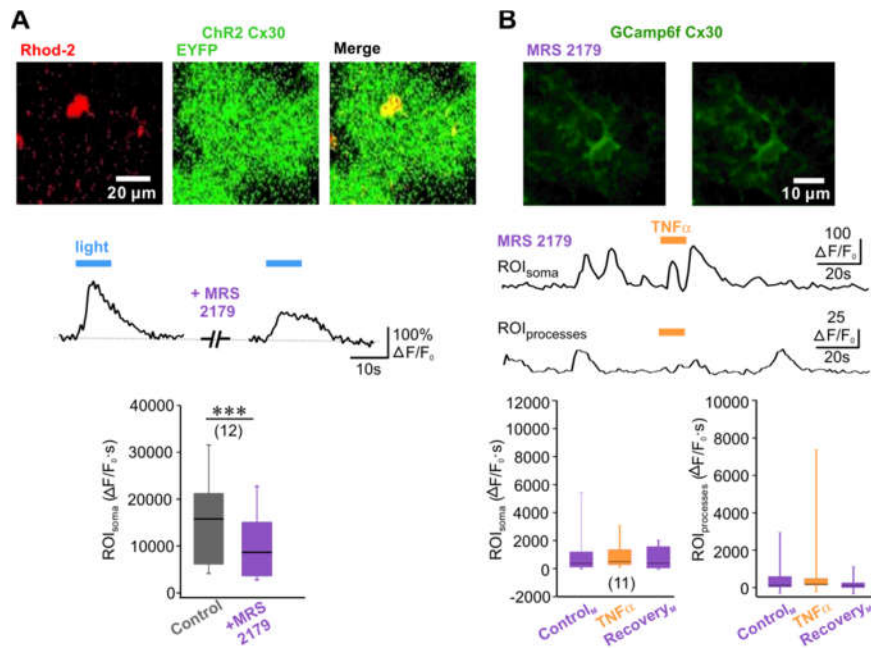 A
ChR2 Cx30
Rhod-2
EYFP
Merge
20 µm
light
+ MRS
2179
100%
ΔF/F₀
10s
40000
30000
20000
10000
0
ROIsoma (ΔF/F₀·s)
***
(12)
Control
+MRS
2179
B
GCamp6f Cx30
MRS 2179
10 µm
TNFα
MRS 2179
ROIsoma
100
ΔF/F₀
20s
ROIprocesses
25
ΔF/F₀
20s
12000
10000
8000
6000
4000
2000
0
-2000
ROIsoma (ΔF/F₀·s)
(11)
ControlM
TNFα
RecoveryM
10000
8000
6000
4000
2000
0
ROIprocesses (ΔF/F₀·s)
ControlM
TNFα
RecoveryM